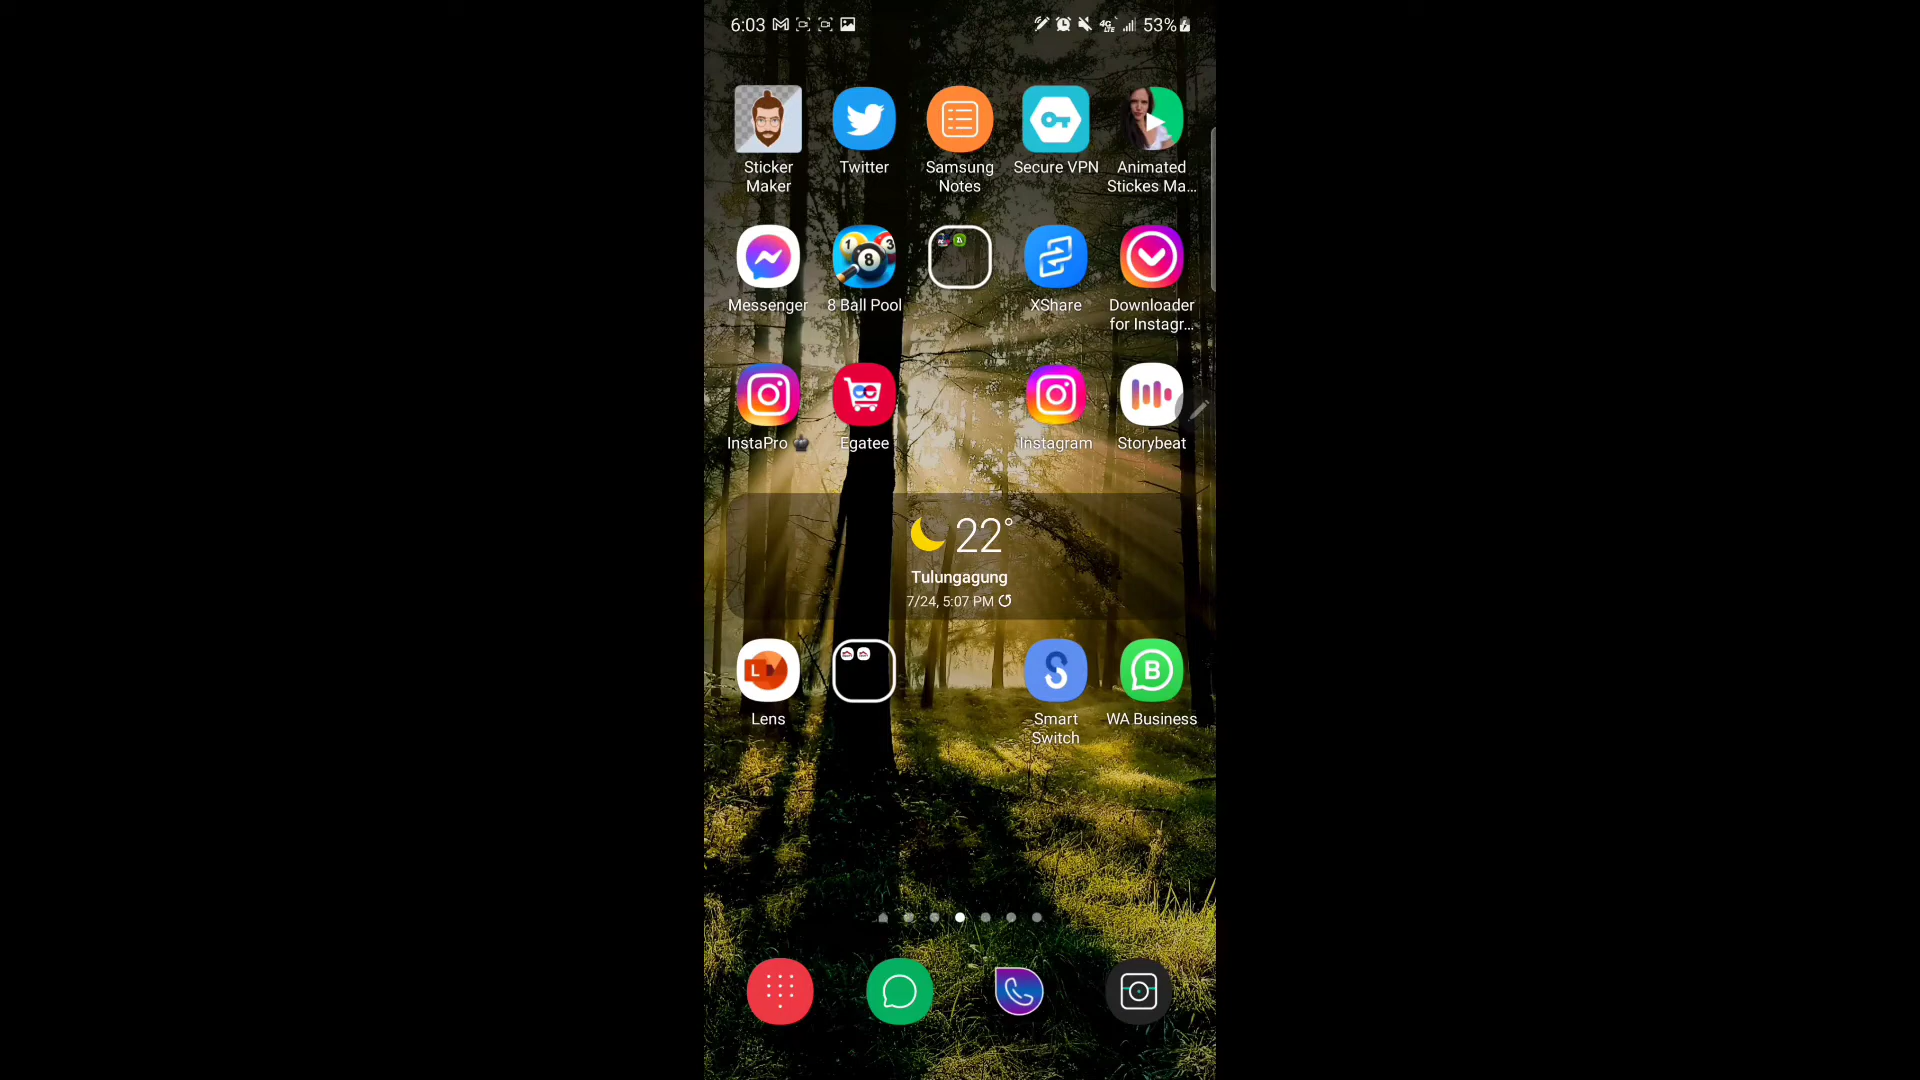 6:03
53%
Sticker Maker
Twitter
Samsung Notes
Secure VPN
Animated Stickes Ma...
Messenger
8 Ball Pool
XShare
Downloader for Instagr...
InstaPro
Egatee
Instagram
Storybeat
22°
Tulungagung
7/24, 5:07 PM
Lens
Smart Switch
WA Business